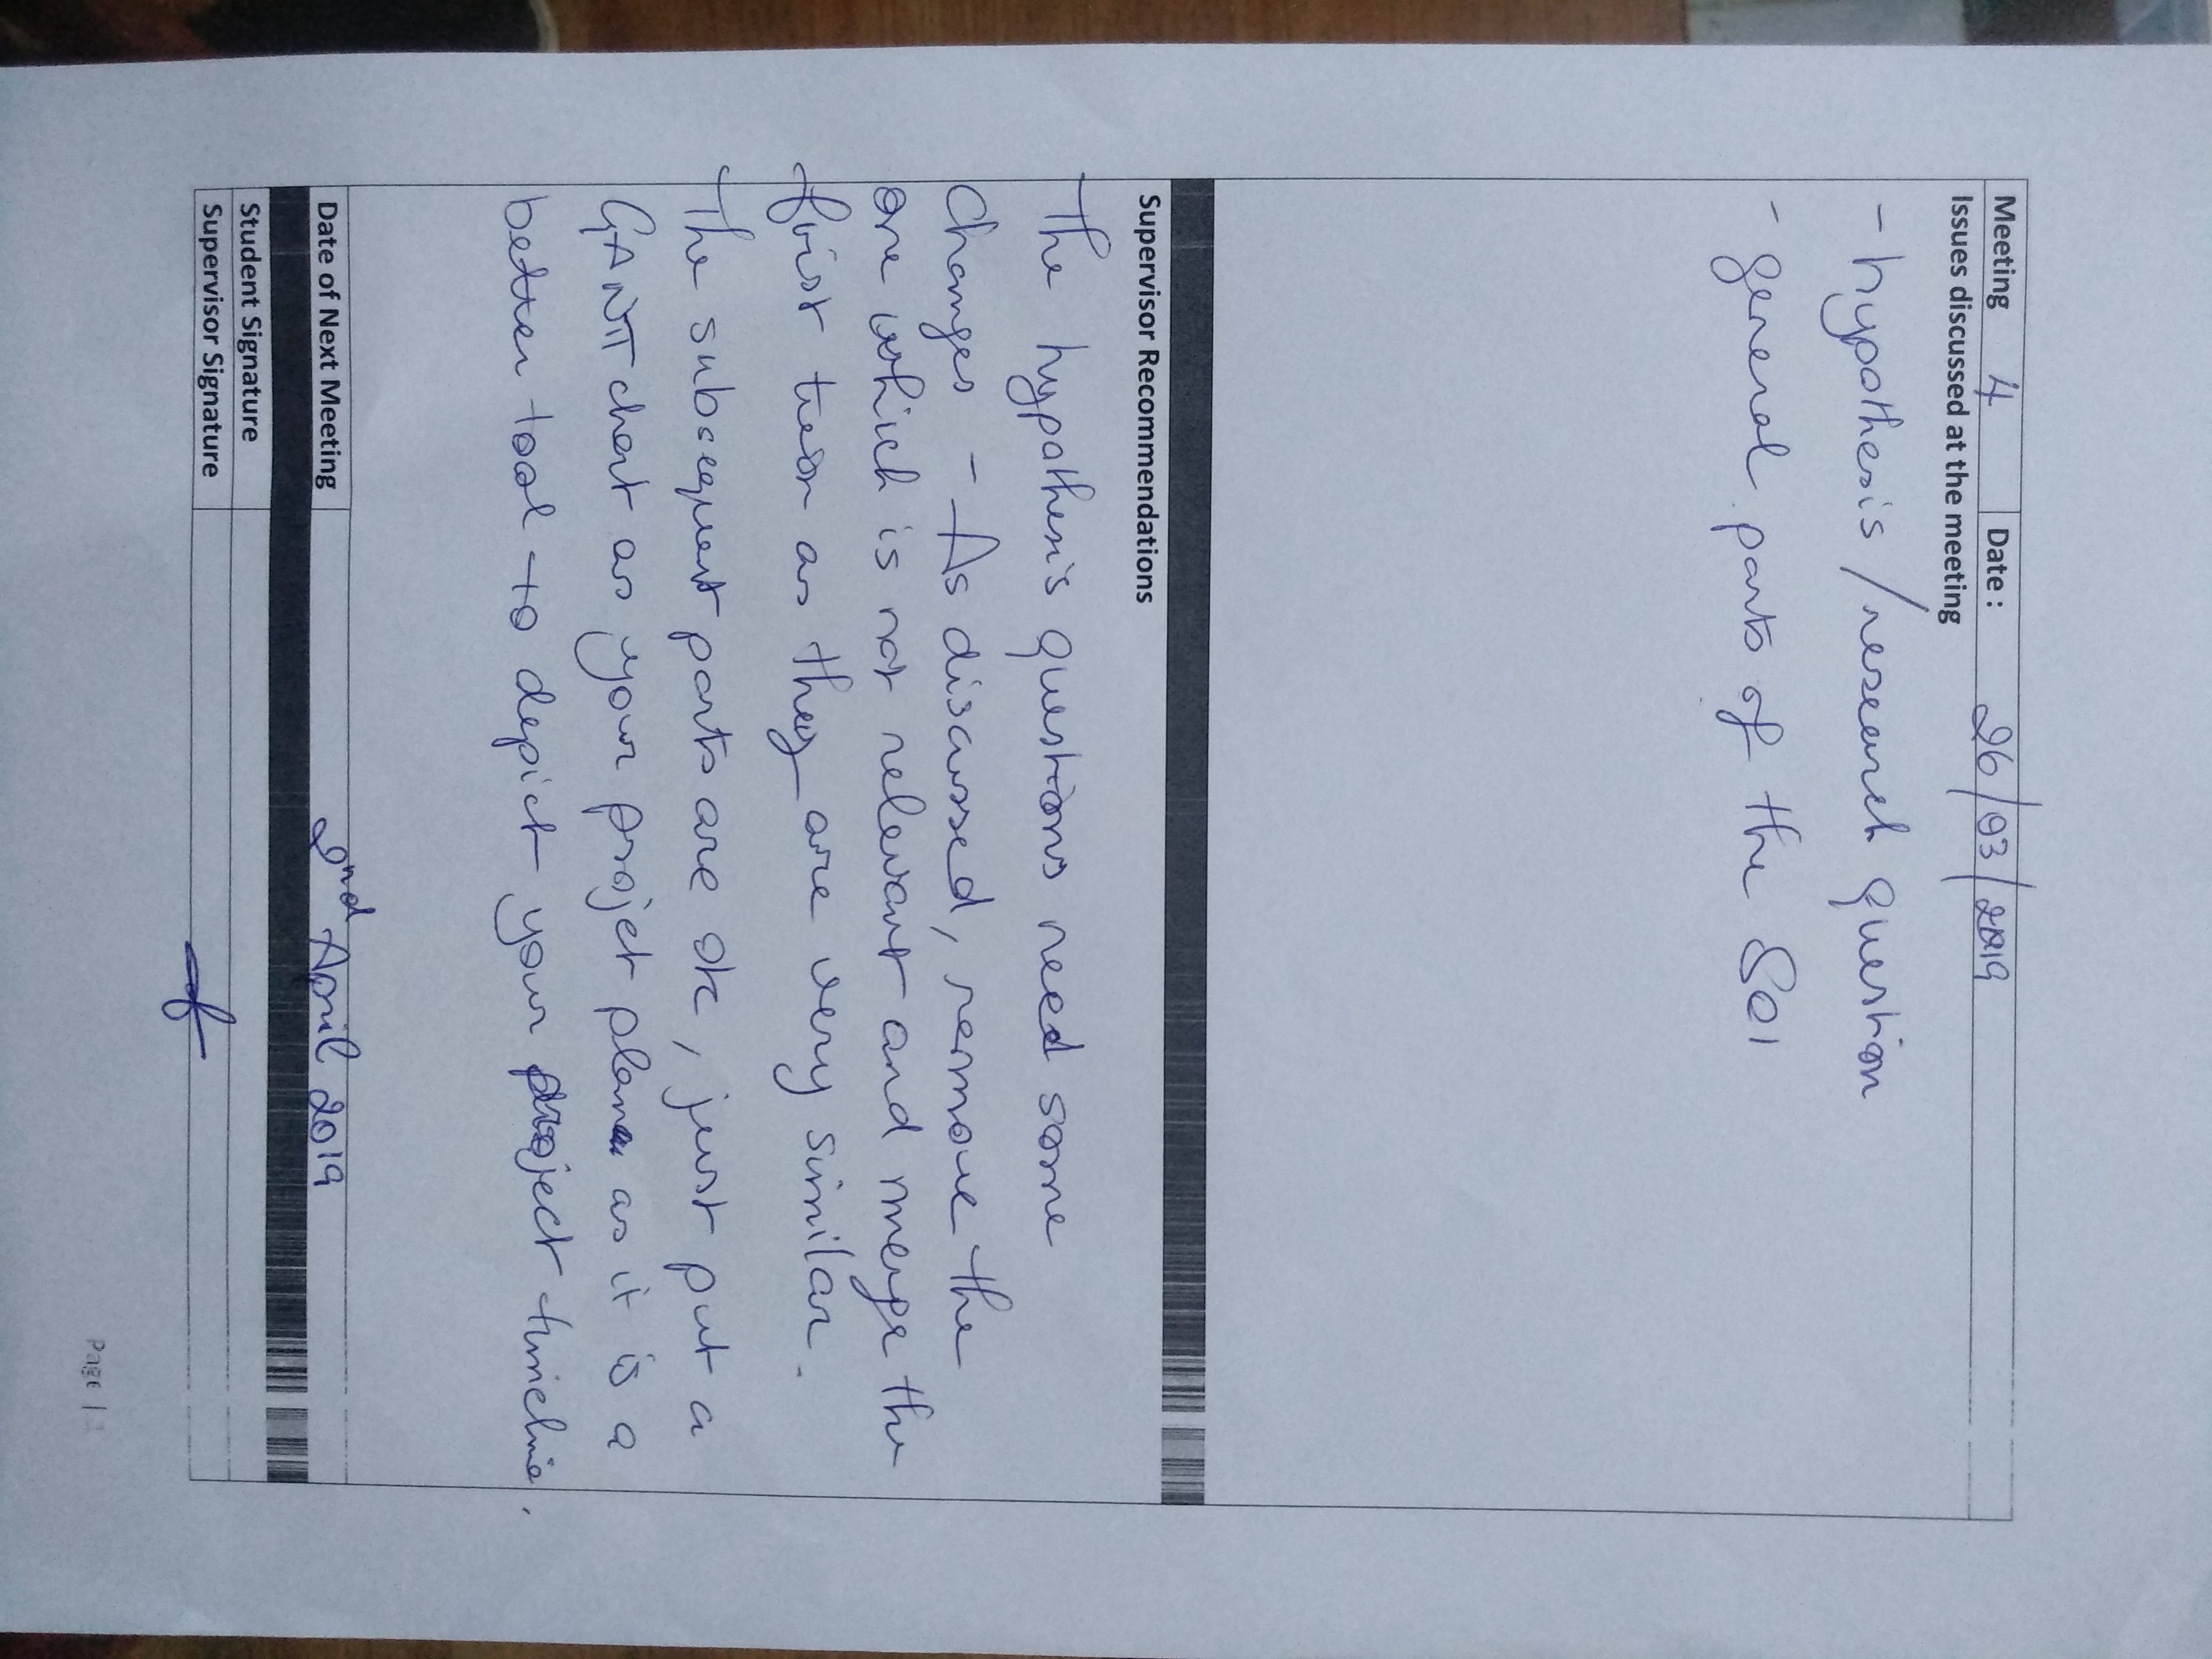 Meeting 4 Date : 26/03/2019
Issues discussed at the meeting
- hypothesis / research question
- general parts of the
Supervisor Recommendations
The hypothesis questions need some
changes - As discussed, remove the
one which is not relevant and merge the
first two as they are very similar.
The subsequent parts are ok, just put a
GANTT chart as your projet plan as it is a
better tool to depict your project timeline.
Date of Next Meeting 2nd April 2019
Student Signature
Supervisor Signature
Page | 1